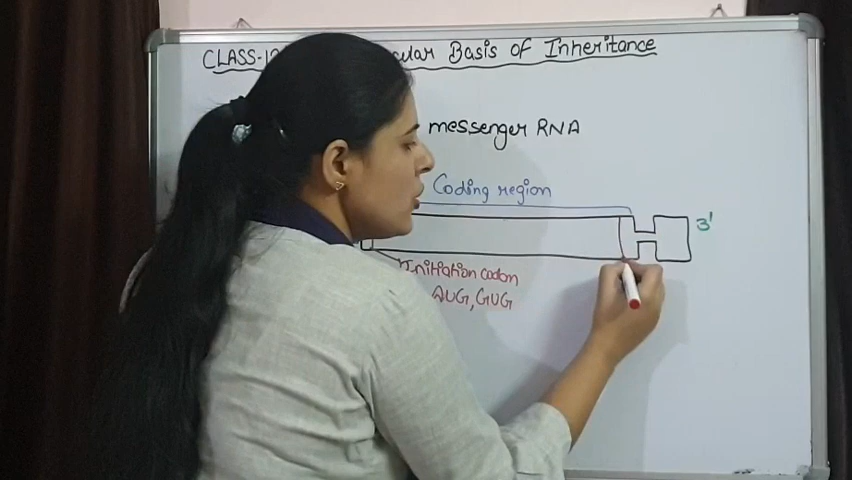 CLASS-12 cular Basis of Inheritance
messenger RNA
Coding region
3'
Initiation codon
AUG, GUG